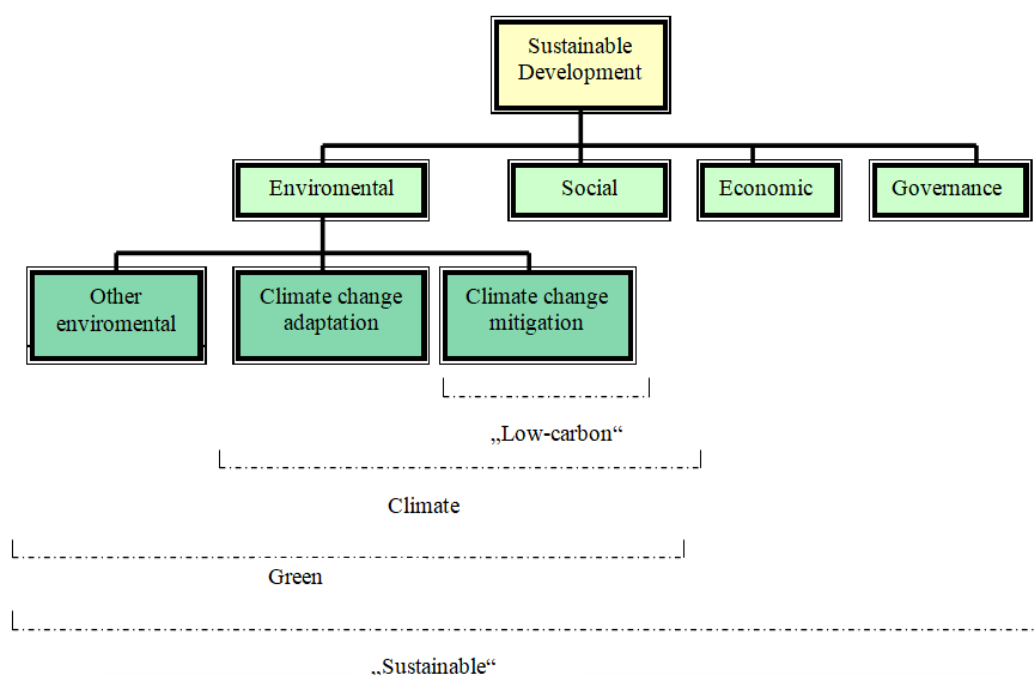 Sustainable
Development
Enviromental
Social
Economic
Governance
Other
enviromental
Climate change
adaptation
Climate change
mitigation
„Low-carbon“
Climate
Green
„Sustainable“